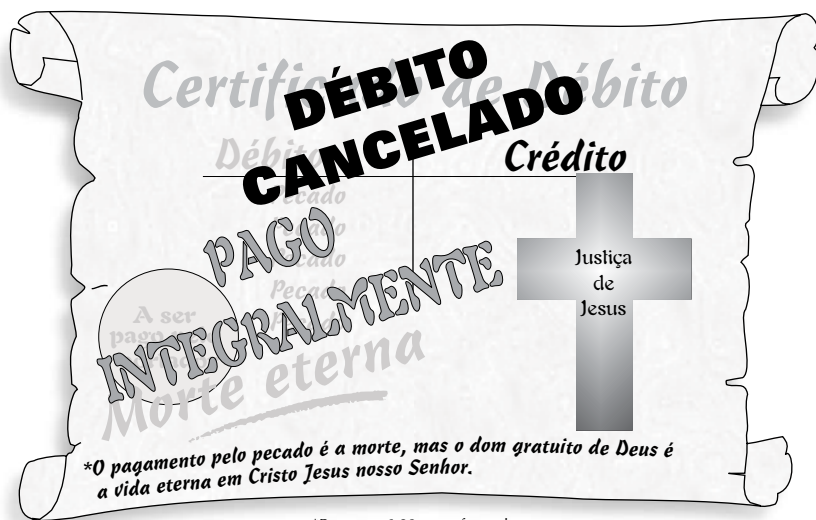 Certificado de Débito
DÉBITO
CANCELADO
Débito
Crédito
Pecado
Pecado
Pecado
Pecado
PAGO
INTEGRALMENTE
A ser
Morte eterna
Justiça
de
Jesus
*O pagamento pelo pecado é a morte, mas o dom gratuito de Deus é
a vida eterna em Cristo Jesus nosso Senhor.